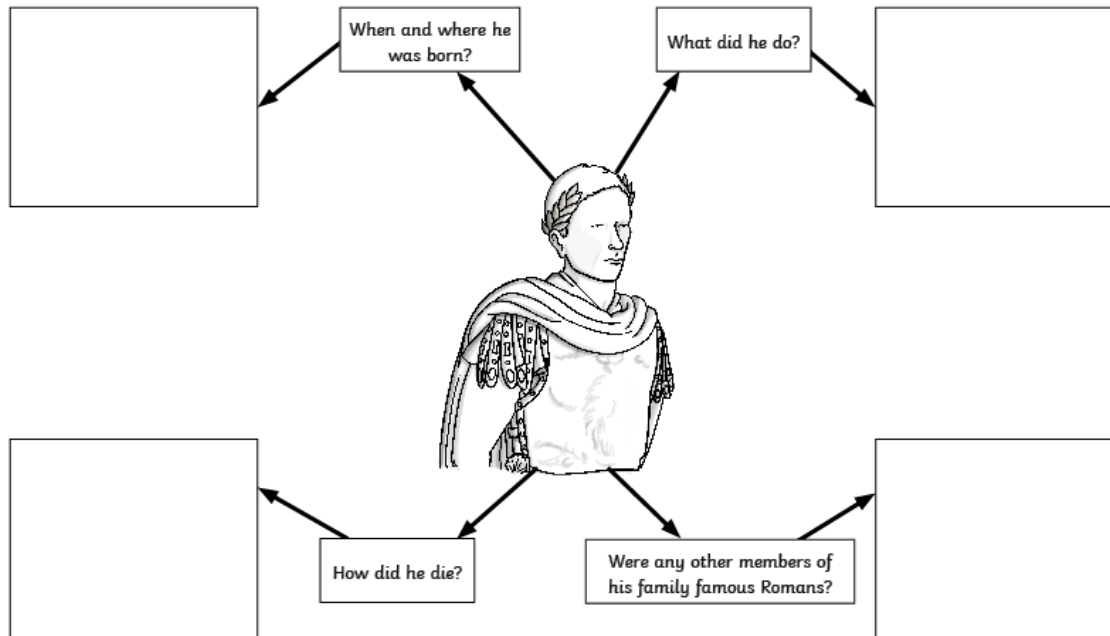 When and where he
was born?
What did he do?
How did he die?
Were any other members of
his family famous Romans?